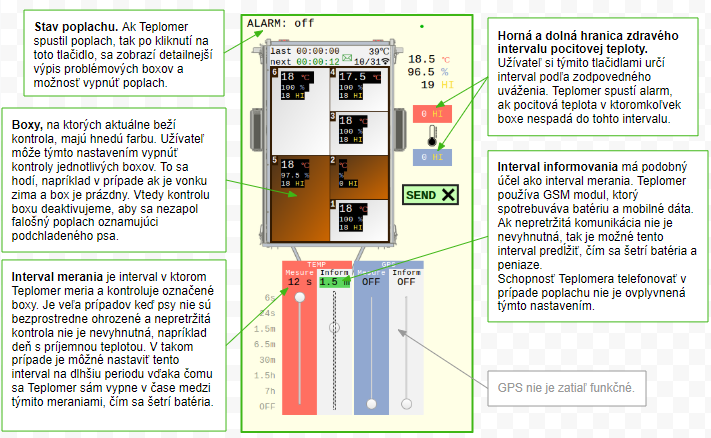 Stav poplachu. Ak Teplomer
spustil poplach, tak po kliknutí na
toto tlačidlo, sa zobrazí detailnejší
výpis problémových boxov a
možnosť vypnúť poplach.
Boxy, na ktorých aktuálne beží
kontrola, majú hnedú farbu. Užívateľ
môže týmto nastavením vypnúť
kontroly jednotlivých boxov. To sa
hodí, napríklad v prípade ak je vonku
zima a box je prázdny. Vtedy kontrolu
boxu deaktivujeme, aby sa nezapol
falošný poplach oznamujúci
podchladeného psa.
Interval merania je interval v ktorom
Teplomer meria a kontroluje označené
boxy. Je veľa prípadov keď psy nie sú
bezprostredne ohrozené a nepretržitá
kontrola nie je nevyhnutná, napríklad
deň s príjemnou teplotou. V takom
prípade je môžné nastaviť tento
interval na dlhšiu periodu vďaka čomu
sa Teplomer sám vypne v čase medzi
týmito meraniami, čím sa šetrí batéria.
ALARM: off
last 00:00:00 39℃
next 00:00:12 10/31
6 18 ℃
100 %
18 HI
4 17.5 ℃
100 %
18 HI
3 18 ℃
100 %
18 HI
5 18 ℃
97.5 %
18 HI
2 ℃
%
0 HI
1 18 ℃
100 %
18 HI
18.5 ℃
96.5 %
19 HI
0 HI
0 HI
SEND
TEMP GPS
Mesure Inform Mesure Inform
12 s 1.5 m OFF OFF
6s
24s
1.5m
6.5m
30m
1.5h
7h
OFF
Horná a dolná hranica zdravého
intervalu pocitovej teploty.
Užívateľ si týmito tlačidlami určí
interval podľa zodpovedného
uváženia. Teplomer spustí alarm,
ak pocitová teplota v ktoromkoľvek
boxe nespadá do tohto intervalu.
Interval informovania má podobný
účel ako interval merania. Teplomer
používa GSM modul, ktorý
spotrebuváva batériu a mobilné dáta.
Ak nepretržitá komunikácia nie je
nevyhnutná, tak je možné tento
interval predĺžiť, čím sa šetrí batéria a
peniaze.
Schopnosť Teplomera telefonovať v
prípade poplachu nie je ovplyvnená
týmto nastavením.
GPS nie je zatiaľ funkčné.